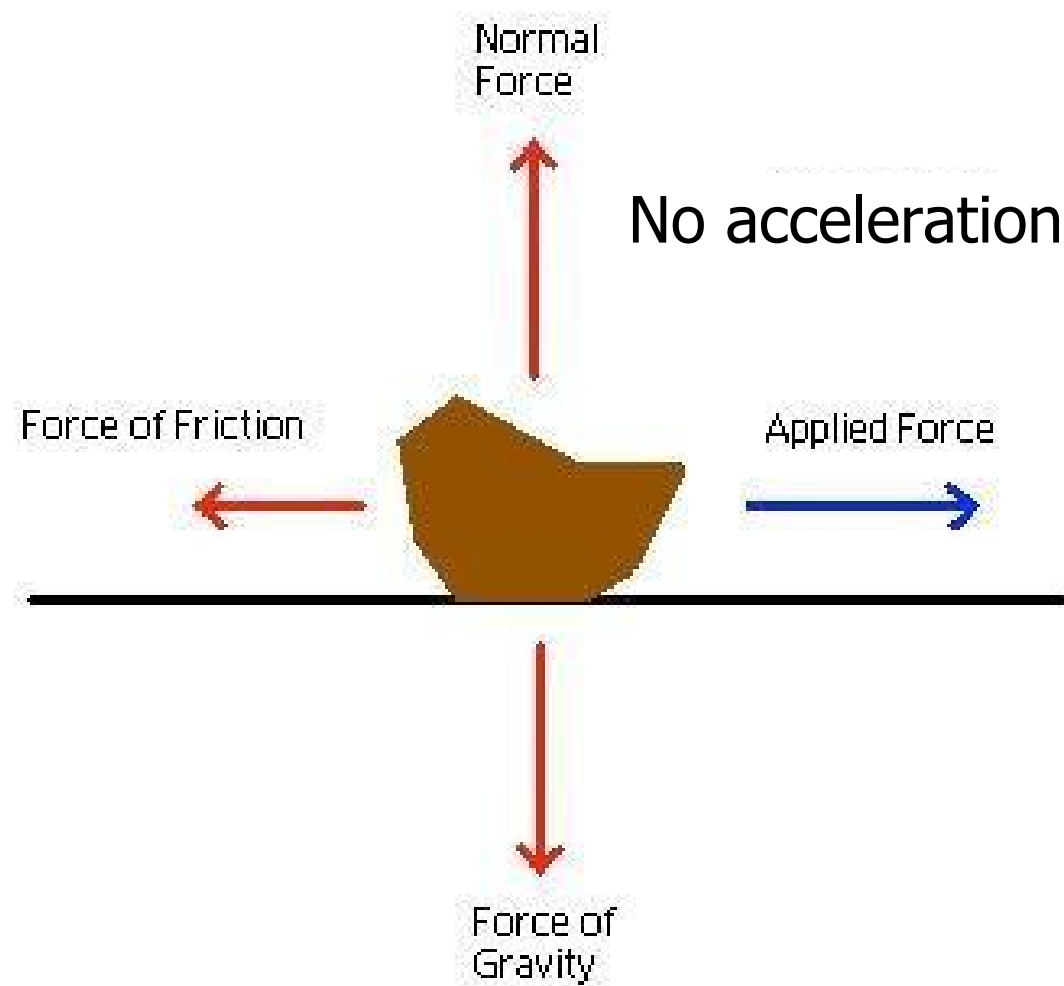 Normal
Force
No acceleration
Force of Friction
Applied Force
Force of
Gravity